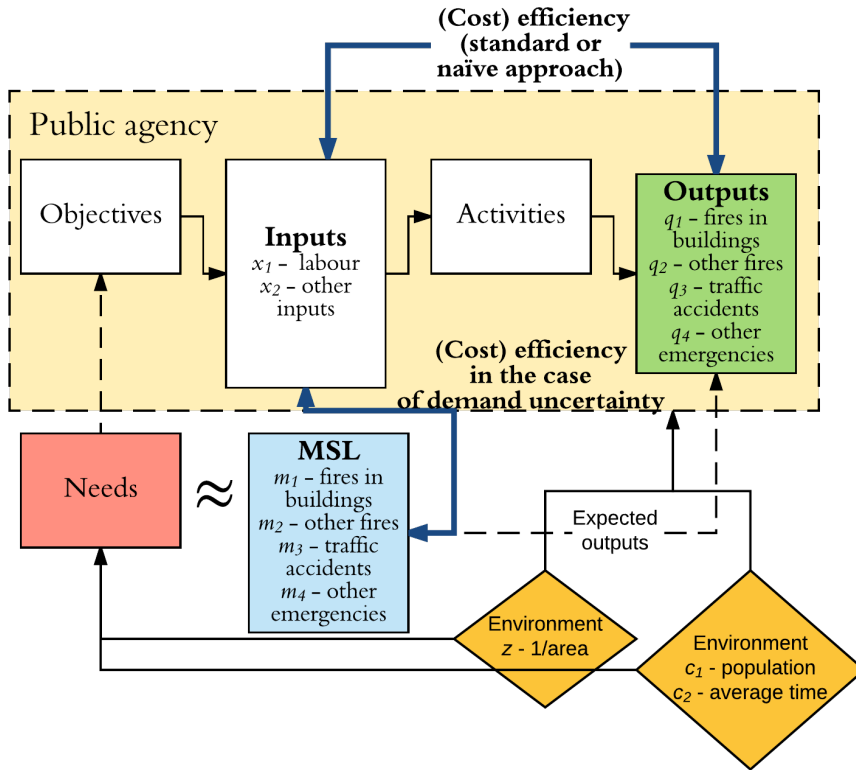 (Cost) efficiency
(standard or
naïve approach)
Public agency
Objectives
Inputs
x1 – labour
x2 – other
inputs
Activities
Outputs
q1 – fires in
buildings
q2 – other fires
q3 – traffic
accidents
q4 – other
emergencies
(Cost) efficiency
in the case
of demand uncertainty
Needs
≈
MSL
m1 – fires in
buildings
m2 – other fires
m3 – traffic
accidents
m4 – other
emergencies
Expected
outputs
Environment
z - 1/area
Environment
c1 - population
c2 - average time